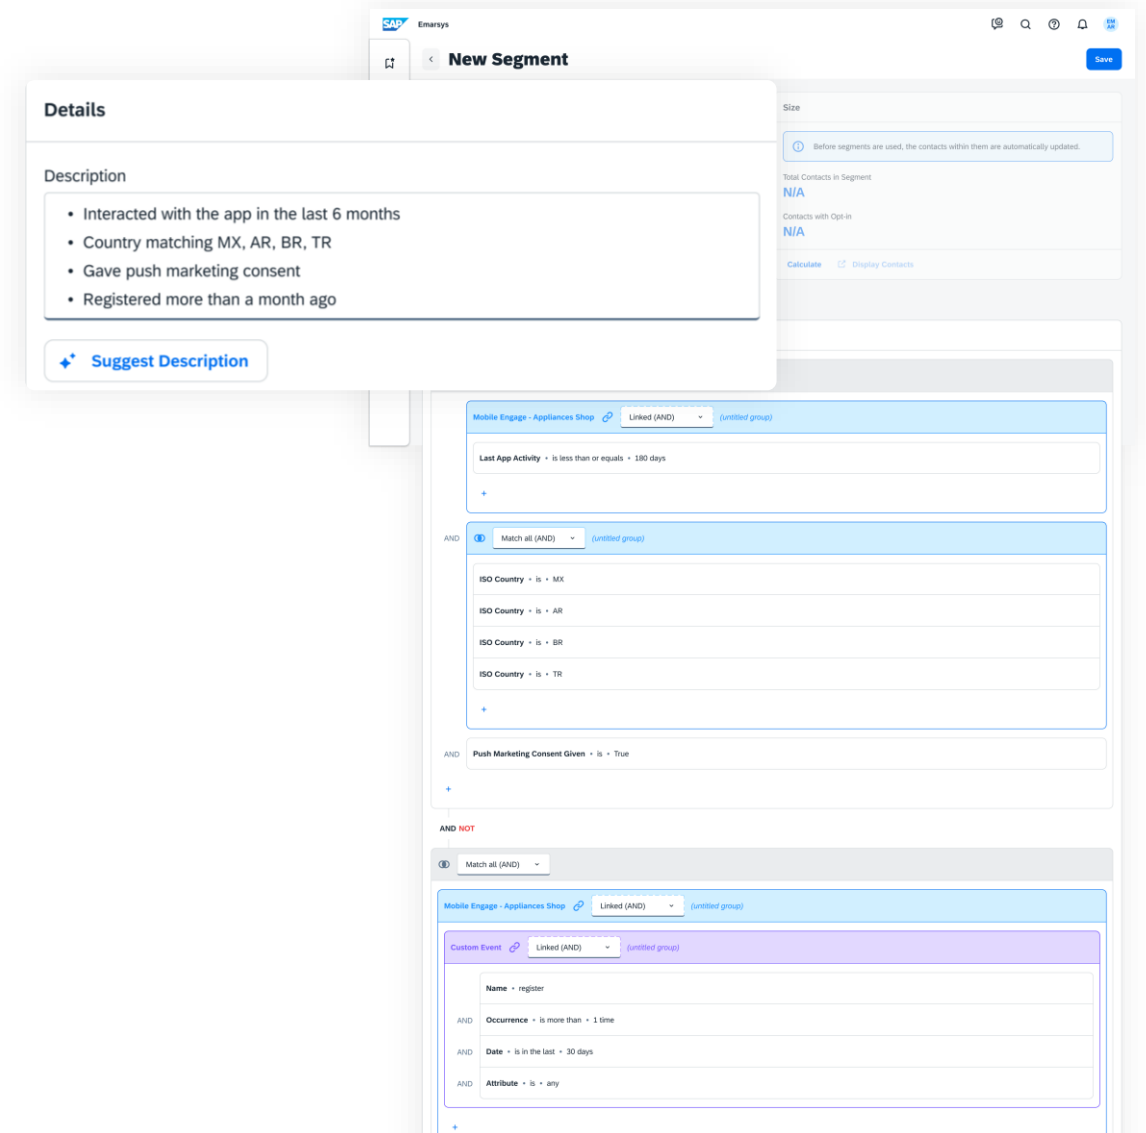 SAP Emarsys
EM
AR
New Segment
Save
Details
Description
• Interacted with the app in the last 6 months
• Country matching MX, AR, BR, TR
• Gave push marketing consent
• Registered more than a month ago
Suggest Description
Size
Before segments are used, the contacts within them are automatically updated.
Total Contacts in Segment
N/A
Contacts with Opt-in
N/A
Calculate Display Contacts
Mobile Engage - Appliances Shop Linked (AND) (untitled group)
Last App Activity • is less than or equals • 180 days
+
AND Match all (AND) (untitled group)
ISO Country • is • MX
ISO Country • is • AR
ISO Country • is • BR
ISO Country • is • TR
+
AND Push Marketing Consent Given • is • True
+
AND NOT
Match all (AND)
Mobile Engage - Appliances Shop Linked (AND) (untitled group)
Custom Event Linked (AND) (untitled group)
Name • register
AND Occurrence • is more than • 1 time
AND Date • is in the last • 30 days
AND Attribute • is • any
+